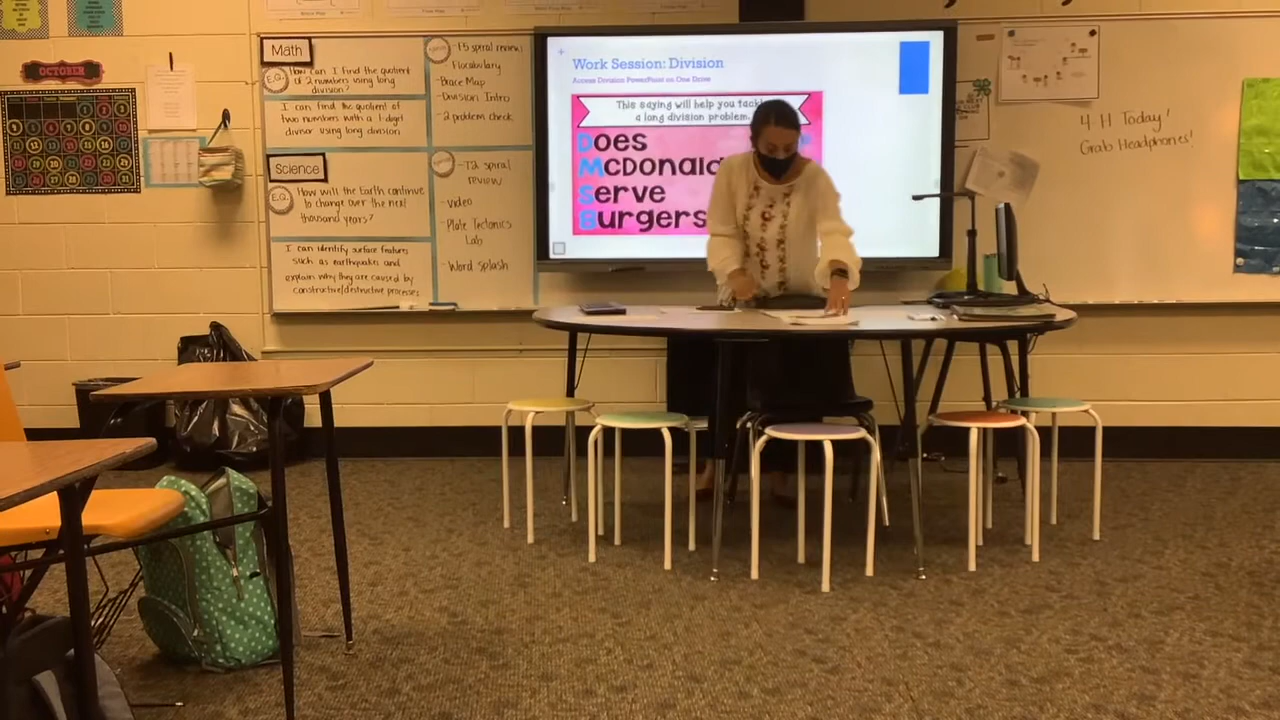 OCTOBER
Math
E.Q.
How can I find the quotient
of 2 numbers using long
division?
I can find the quotient of
two numbers with a 1-digit
divisor using long division
- T5 spiral review
- Flocabulary
- Brace Map
- Division Intro
- 2 problem check
Science
E.Q.
How will the Earth continue
to change over the next
thousand years?
I can identify surface features
such as earthquakes and
explain why they are caused by
constructive/destructive processes
- T2 spiral
review
- video
- Plate Tectonics
Lab
- Word splash
Work Session: Division
Access Division PowerPoint on One Drive
This saying will help you
a long division problem.
Does
McDonald
Serve
Burgers
4-H Today!
Grab Headphones!